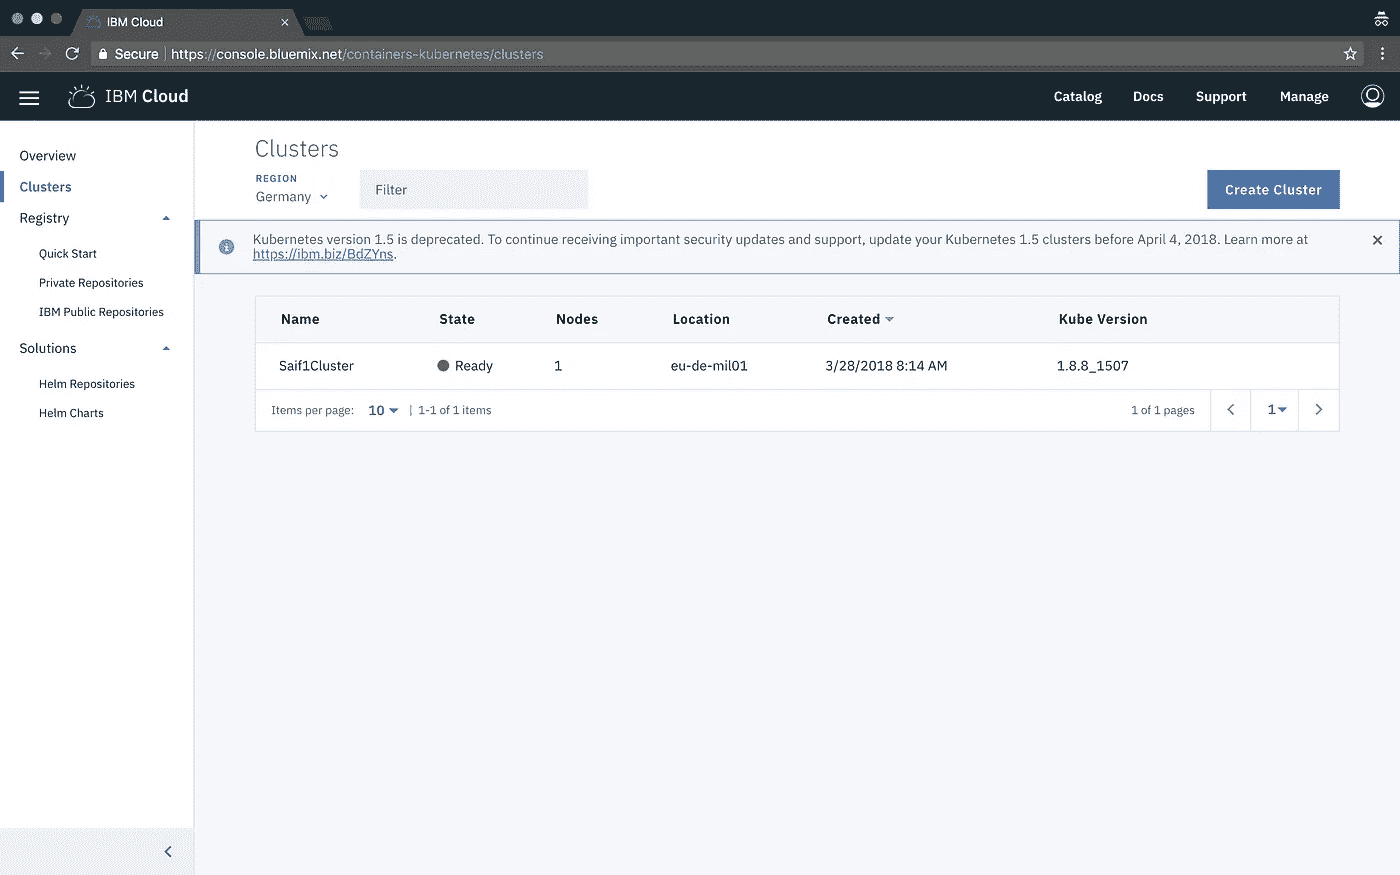 IBM Cloud
Secure https://console.bluemix.net/containers-kubernetes/clusters
IBM Cloud
Catalog Docs Support Manage
Overview
Clusters
Registry
Quick Start
Private Repositories
IBM Public Repositories
Solutions
Helm Repositories
Helm Charts
Clusters
REGION
Germany
Filter
Create Cluster
Kubernetes version 1.5 is deprecated. To continue receiving important security updates and support, update your Kubernetes 1.5 clusters before April 4, 2018. Learn more at
https://ibm.biz/BdZYns.
Name State Nodes Location Created Kube Version
Saif1Cluster Ready 1 eu-de-mil01 3/28/2018 8:14 AM 1.8.8_1507
Items per page: 10 | 1-1 of 1 items 1 of 1 pages 1